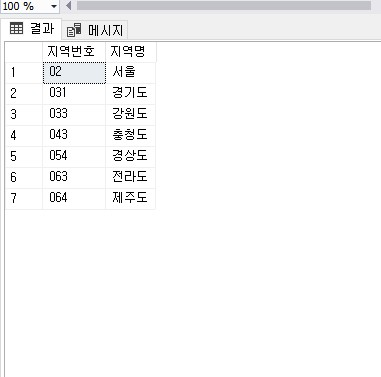 100 %
결과 메시지
지역번호 지역명
1 02 서울
2 031 경기도
3 033 강원도
4 043 충청도
5 054 경상도
6 063 전라도
7 064 제주도